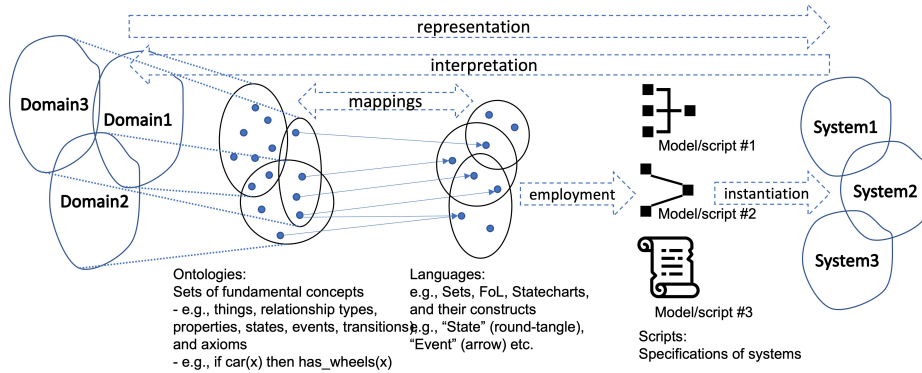 representation
interpretation
mappings
Domain3
Domain1
Domain2
Model/script #1
employment
Model/script #2
instantiation
Model/script #3
System1
System2
System3
Ontologies:
Sets of fundamental concepts
- e.g., things, relationship types,
properties, states, events, transitions)
and axioms
- e.g., if car(x) then has_wheels(x)
Languages:
e.g., Sets, FoL, Statecharts,
and their constructs
e.g., “State” (round-tangle),
“Event” (arrow) etc.
Scripts:
Specifications of systems